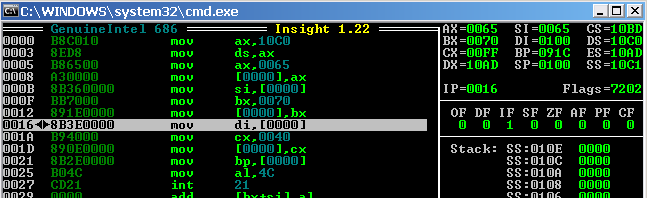 C:\WINDOWS\system32\cmd.exe
GenuineIntel 686 Insight 1.22
0000 B8C010 mov ax,10C0
0003 8ED8 mov ds,ax
0005 B86500 mov ax,0065
0008 A30000 mov [0000],ax
000B 8B360000 mov si,[0000]
000F BB7000 mov bx,0070
0012 891E0000 mov [0000],bx
0016 8B3E0000 mov di,[0000]
001A B94000 mov cx,0040
001D 890E0000 mov [0000],cx
0021 8B2E0000 mov bp,[0000]
0025 B04C mov al,4C
0027 CD21 int 21
0029 0000 add [bx+si],al
AX=0065 SI=0065 CS=10BD
BX=0070 DI=0100 DS=10C0
CX=00FF BP=091C ES=10AD
DX=10AD SP=0100 SS=10C1
IP=0016 Flags=7202
OF DF IF SF ZF AF PF CF
0 0 1 0 0 0 0 0
Stack: SS:010E 0000
SS:010C 0000
SS:010A 0000
SS:0108 0000
SS:0106 0000